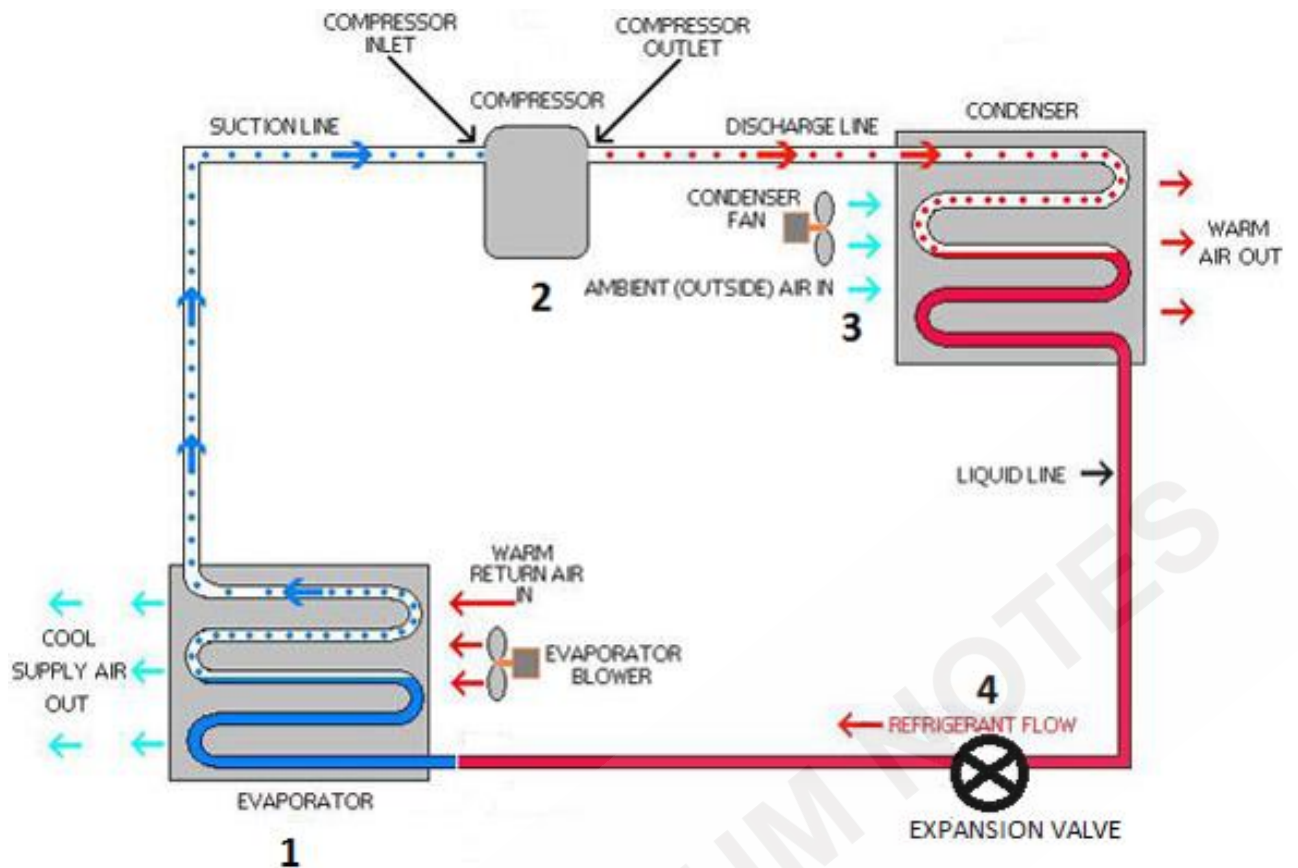 COMPRESSOR
INLET
COMPRESSOR
OUTLET
COMPRESSOR
SUCTION LINE
DISCHARGE LINE
CONDENSER
CONDENSER
FAN
WARM
AIR OUT
AMBIENT (OUTSIDE) AIR IN
2
3
LIQUID LINE
WARM
RETURN AIR
IN
COOL
SUPPLY AIR
OUT
EVAPORATOR
BLOWER
4
REFRIGERANT FLOW
EVAPORATOR
EXPANSION VALVE
1
UM NOTES